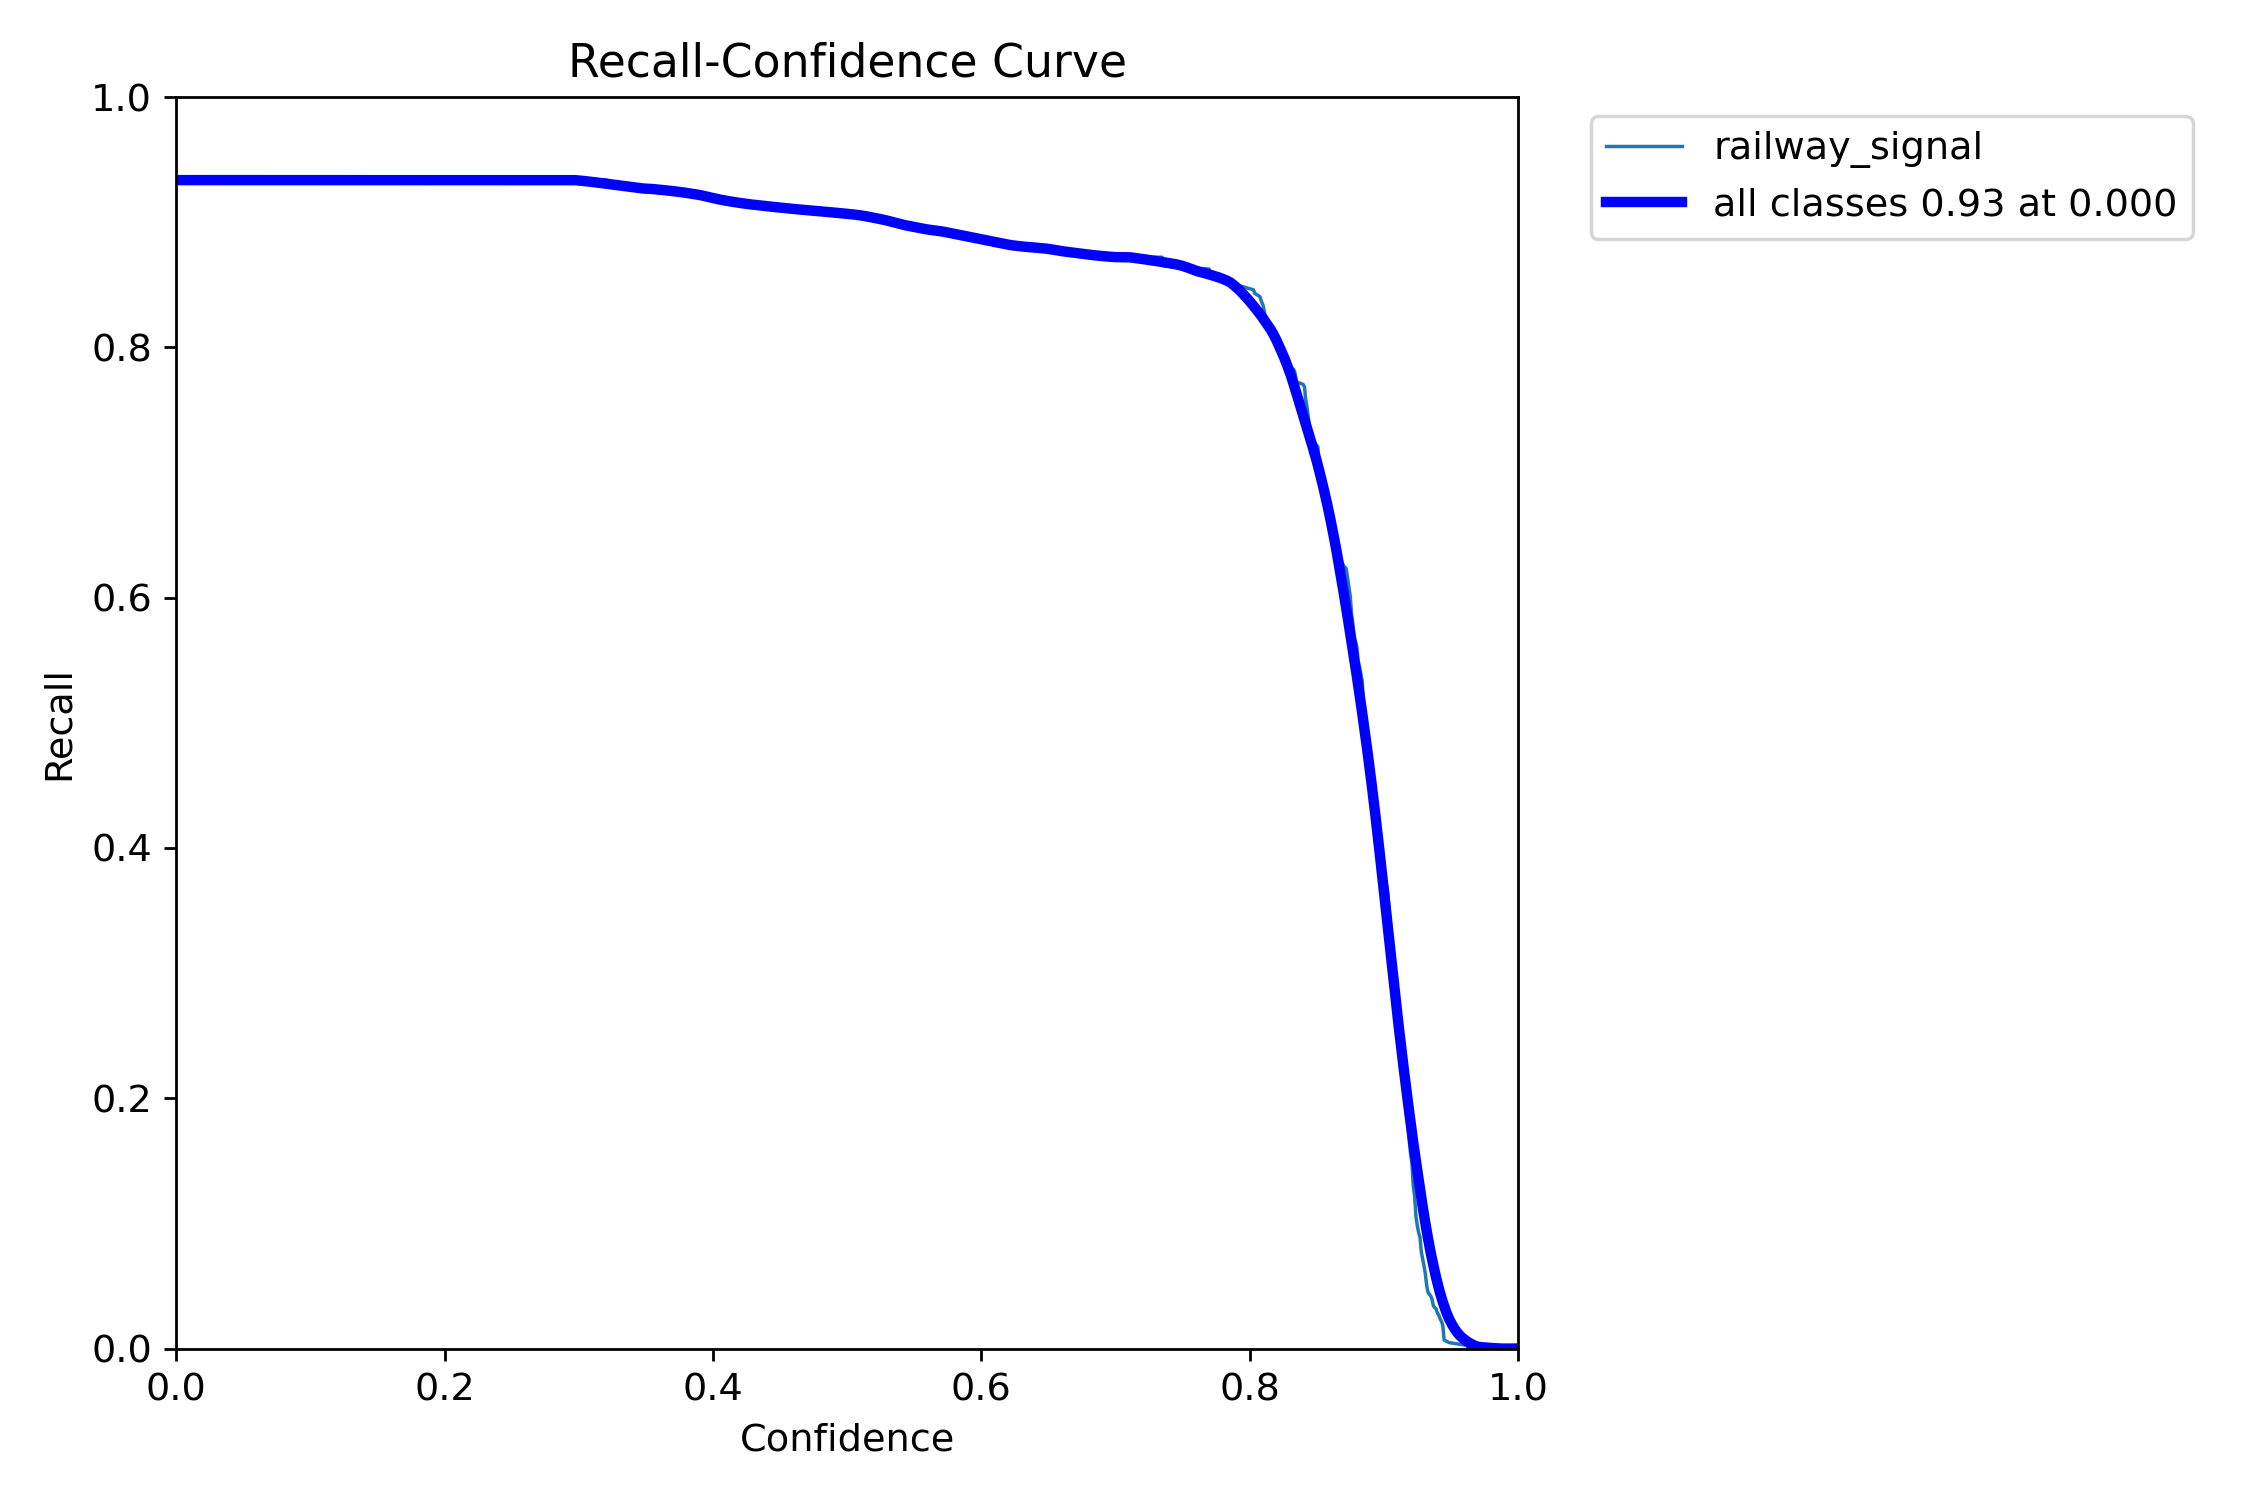 Recall-Confidence Curve
railway_signal
all classes 0.93 at 0.000
1.0
0.8
0.6
0.4
0.2
0.0
Recall
0.0 0.2 0.4 0.6 0.8 1.0
Confidence